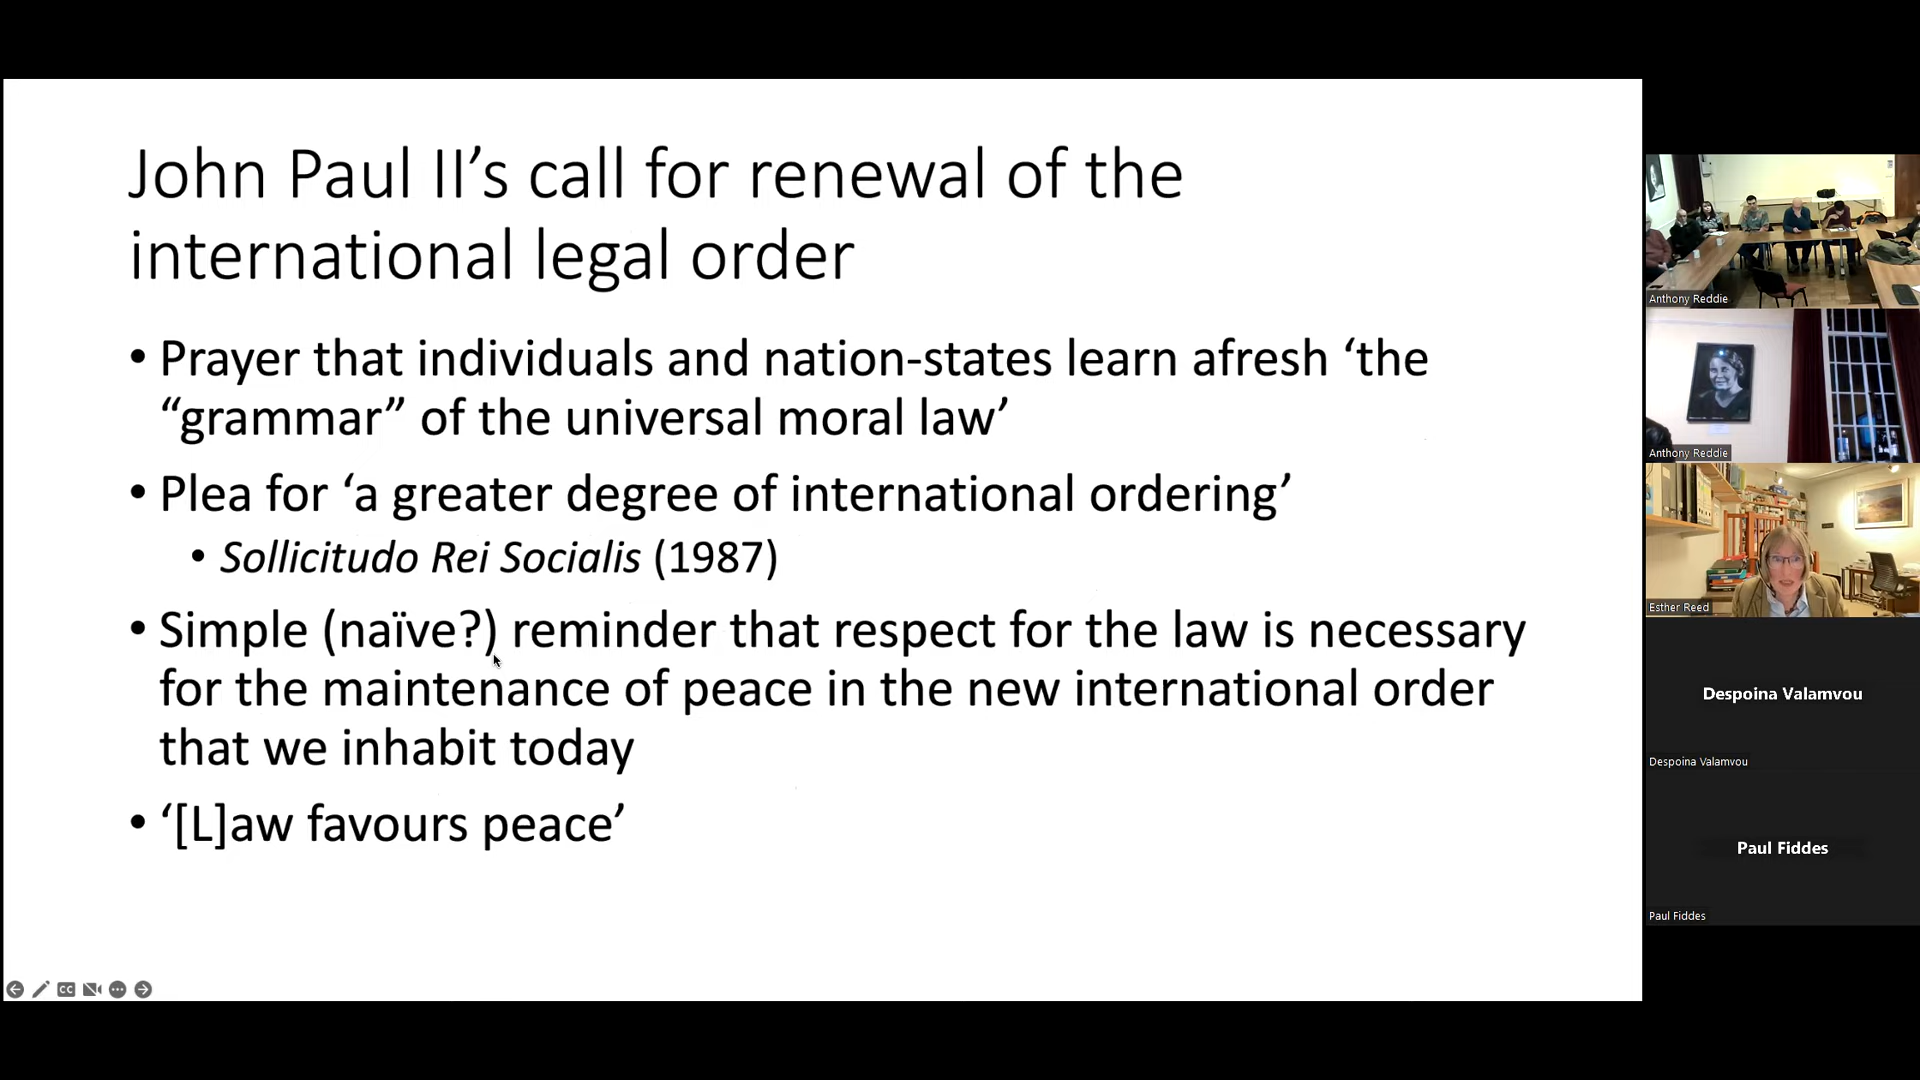 John Paul II’s call for renewal of the
international legal order
• Prayer that individuals and nation-states learn afresh ‘the
“grammar” of the universal moral law’
• Plea for ‘a greater degree of international ordering’
• Sollicitudo Rei Socialis (1987)
• Simple (naïve?) reminder that respect for the law is necessary
for the maintenance of peace in the new international order
that we inhabit today
• ‘[L]aw favours peace’
CC
Anthony Reddie
Anthony Reddie
Esther Reed
Despoina Valamvou
Despoina Valamvou
Paul Fiddes
Paul Fiddes